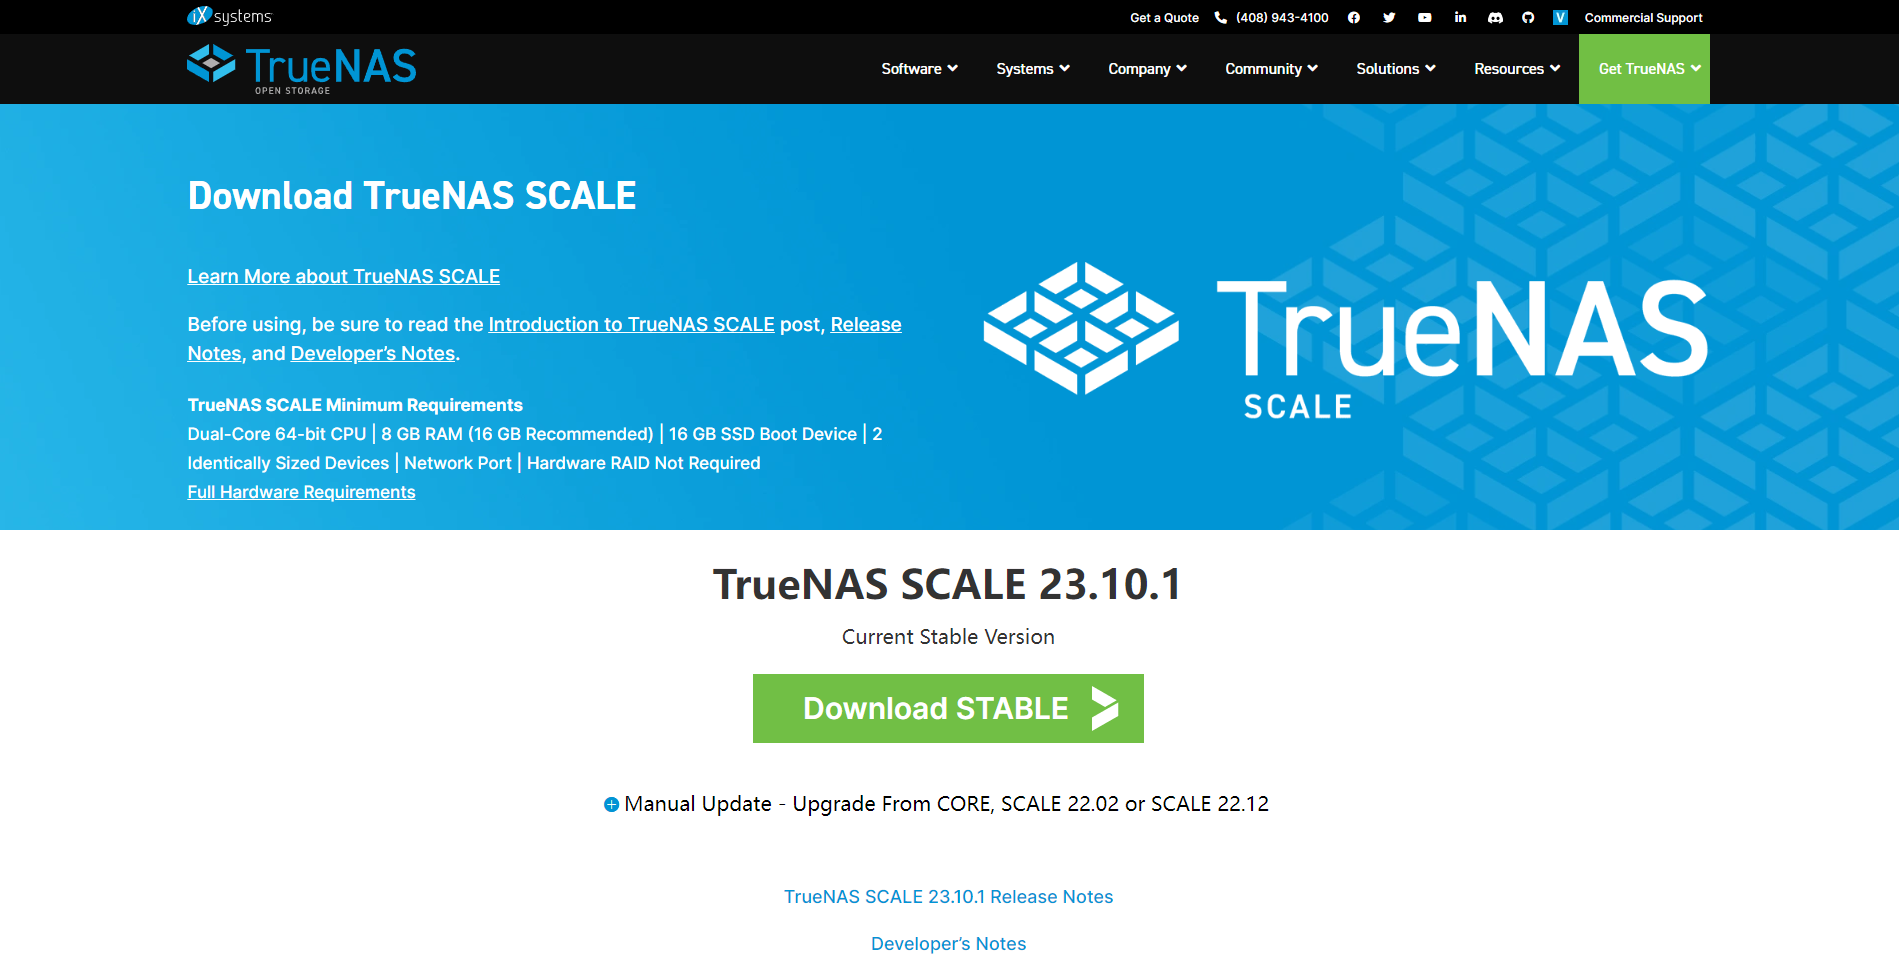 iXsystems
Get a Quote (408) 943-4100 V Commercial Support
TrueNAS
OPEN STORAGE
Software Systems Company Community Solutions Resources Get TrueNAS
Download TrueNAS SCALE
Learn More about TrueNAS SCALE
Before using, be sure to read the Introduction to TrueNAS SCALE post, Release
Notes, and Developer’s Notes.
TrueNAS SCALE Minimum Requirements
Dual-Core 64-bit CPU | 8 GB RAM (16 GB Recommended) | 16 GB SSD Boot Device | 2
Identically Sized Devices | Network Port | Hardware RAID Not Required
Full Hardware Requirements
TrueNAS
SCALE
TrueNAS SCALE 23.10.1
Current Stable Version
Download STABLE
Manual Update - Upgrade From CORE, SCALE 22.02 or SCALE 22.12
TrueNAS SCALE 23.10.1 Release Notes
Developer’s Notes